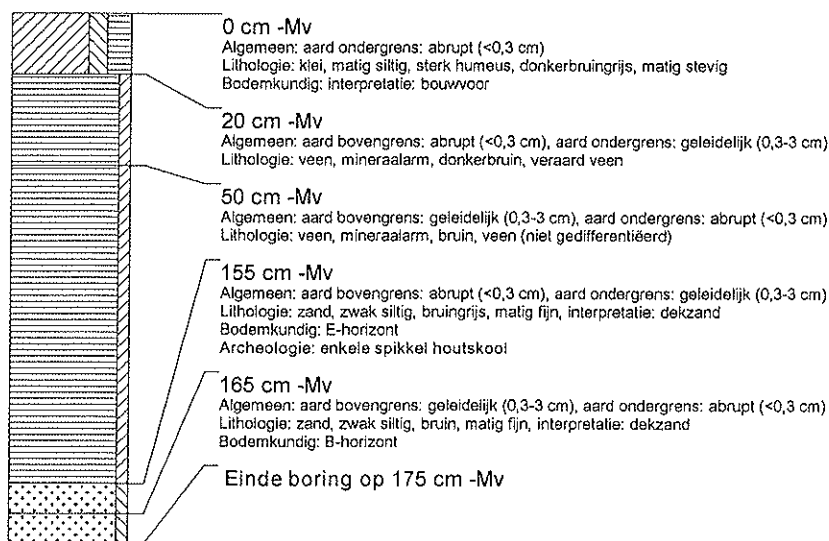 0 cm -Mv
Algemeen: aard ondergrens: abrupt (<0,3 cm)
Lithologie: klei, matig siltig, sterk humeus, donkerbruingrijs, matig stevig
Bodemkundig: interpretatie: bouwvoor
20 cm -Mv
Algemeen: aard bovengrens: abrupt (<0,3 cm), aard ondergrens: geleidelijk (0,3-3 cm)
Lithologie: veen, mineraalarm, donkerbruin, veraard veen
50 cm -Mv
Algemeen: aard bovengrens: geleidelijk (0,3-3 cm), aard ondergrens: abrupt (<0,3 cm)
Lithologie: veen, mineraalarm, bruin, veen (niet gedifferentiëerd)
155 cm -Mv
Algemeen: aard bovengrens: abrupt (<0,3 cm), aard ondergrens: geleidelijk (0,3-3 cm)
Lithologie: zand, zwak siltig, bruingrijs, matig fijn, interpretatie: dekzand
Bodemkundig: E-horizont
Archeologie: enkele spikkel houtskool
165 cm -Mv
Algemeen: aard bovengrens: geleidelijk (0,3-3 cm), aard ondergrens: abrupt (<0,3 cm)
Lithologie: zand, zwak siltig, bruin, matig fijn, interpretatie: dekzand
Bodemkundig: B-horizont
Einde boring op 175 cm -Mv